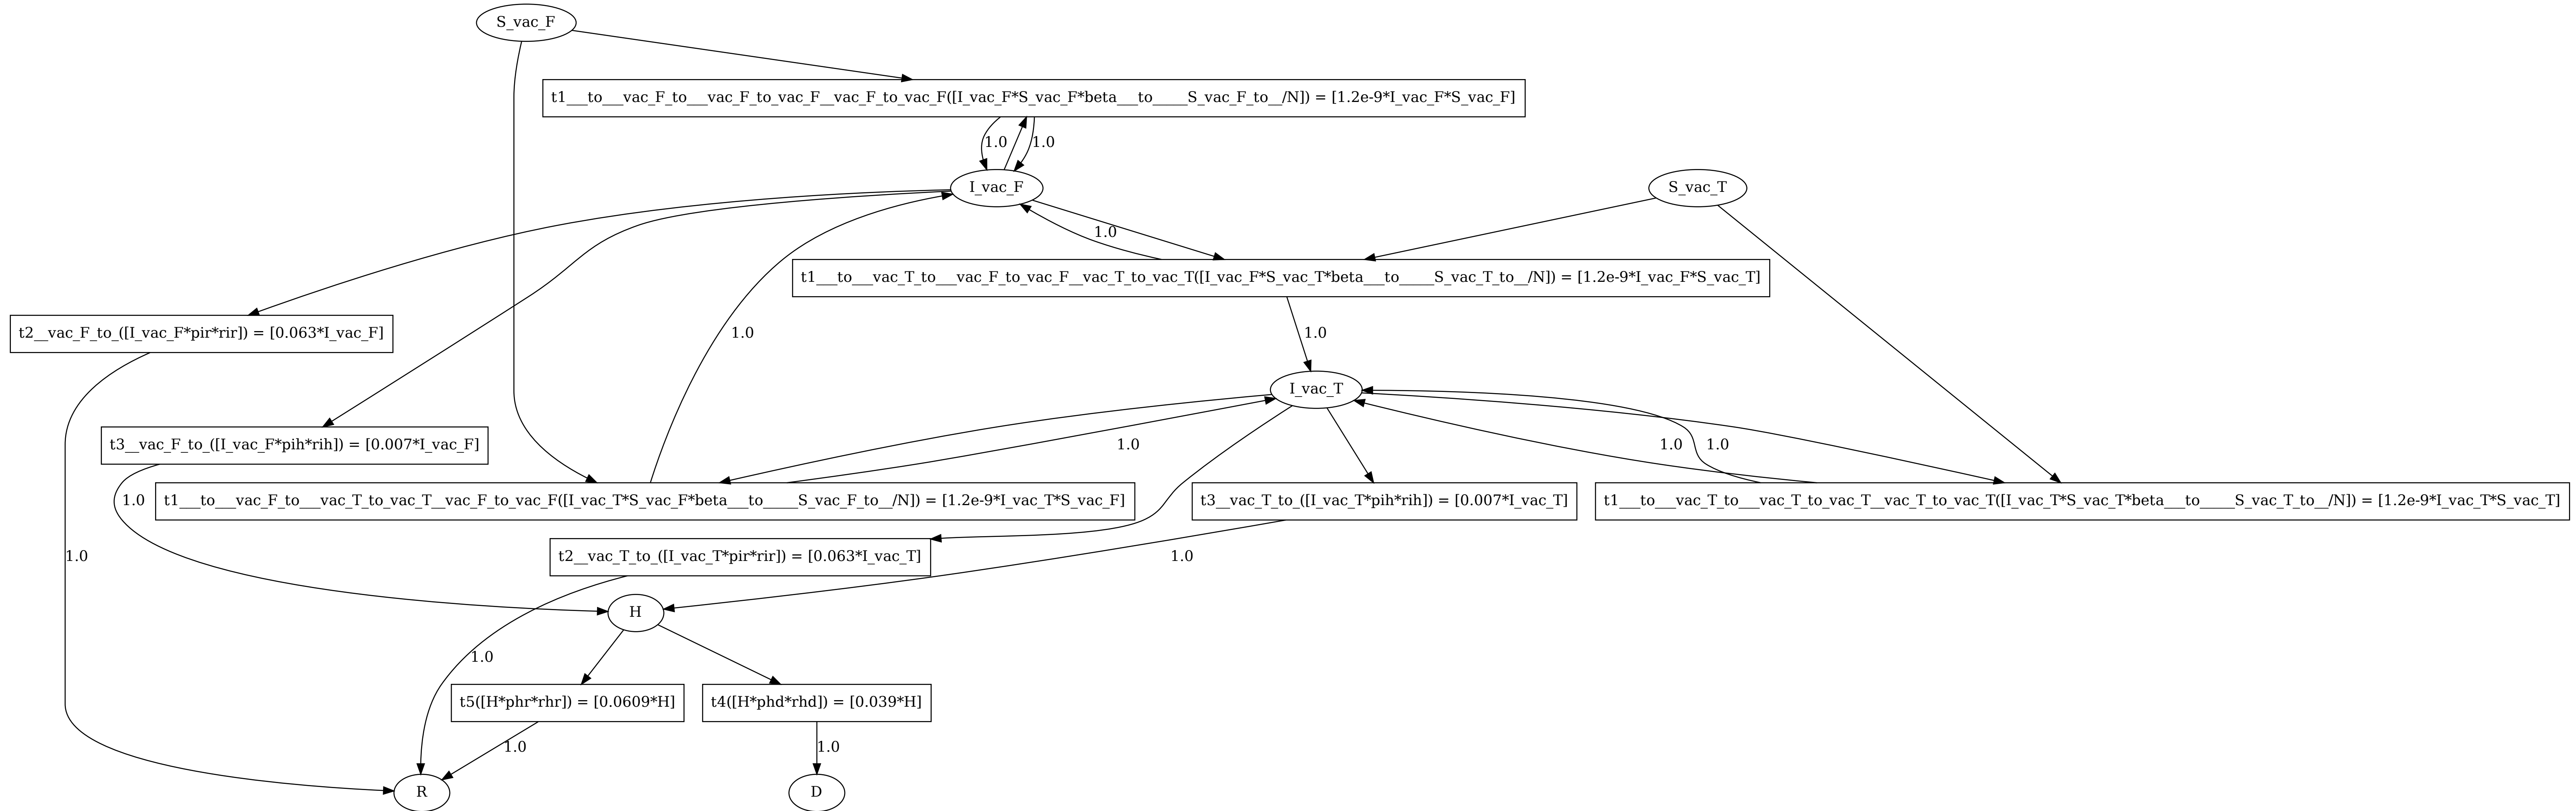 S_vac_F
t1___to___vac_F_to___vac_F_to_vac_F__vac_F_to_vac_F([I_vac_F*S_vac_F*beta___to_____S_vac_F_to__/N]) = [1.2e-9*I_vac_F*S_vac_F]
1.0
1.0
I_vac_F
S_vac_T
1.0
t1___to___vac_T_to___vac_F_to_vac_F__vac_T_to_vac_T([I_vac_F*S_vac_T*beta___to_____S_vac_T_to__/N]) = [1.2e-9*I_vac_F*S_vac_T]
t2__vac_F_to_([I_vac_F*pir*rir]) = [0.063*I_vac_F]
1.0
1.0
I_vac_T
t3__vac_F_to_([I_vac_F*pih*rih]) = [0.007*I_vac_F]
1.0
1.0
1.0
1.0
t1___to___vac_F_to___vac_T_to_vac_T__vac_F_to_vac_F([I_vac_T*S_vac_F*beta___to_____S_vac_F_to__/N]) = [1.2e-9*I_vac_T*S_vac_F]
t3__vac_T_to_([I_vac_T*pih*rih]) = [0.007*I_vac_T]
t1___to___vac_T_to___vac_T_to_vac_T__vac_T_to_vac_T([I_vac_T*S_vac_T*beta___to_____S_vac_T_to__/N]) = [1.2e-9*I_vac_T*S_vac_T]
1.0
t2__vac_T_to_([I_vac_T*pir*rir]) = [0.063*I_vac_T]
1.0
H
1.0
t5([H*phr*rhr]) = [0.0609*H]
t4([H*phd*rhd]) = [0.039*H]
1.0
1.0
R
D